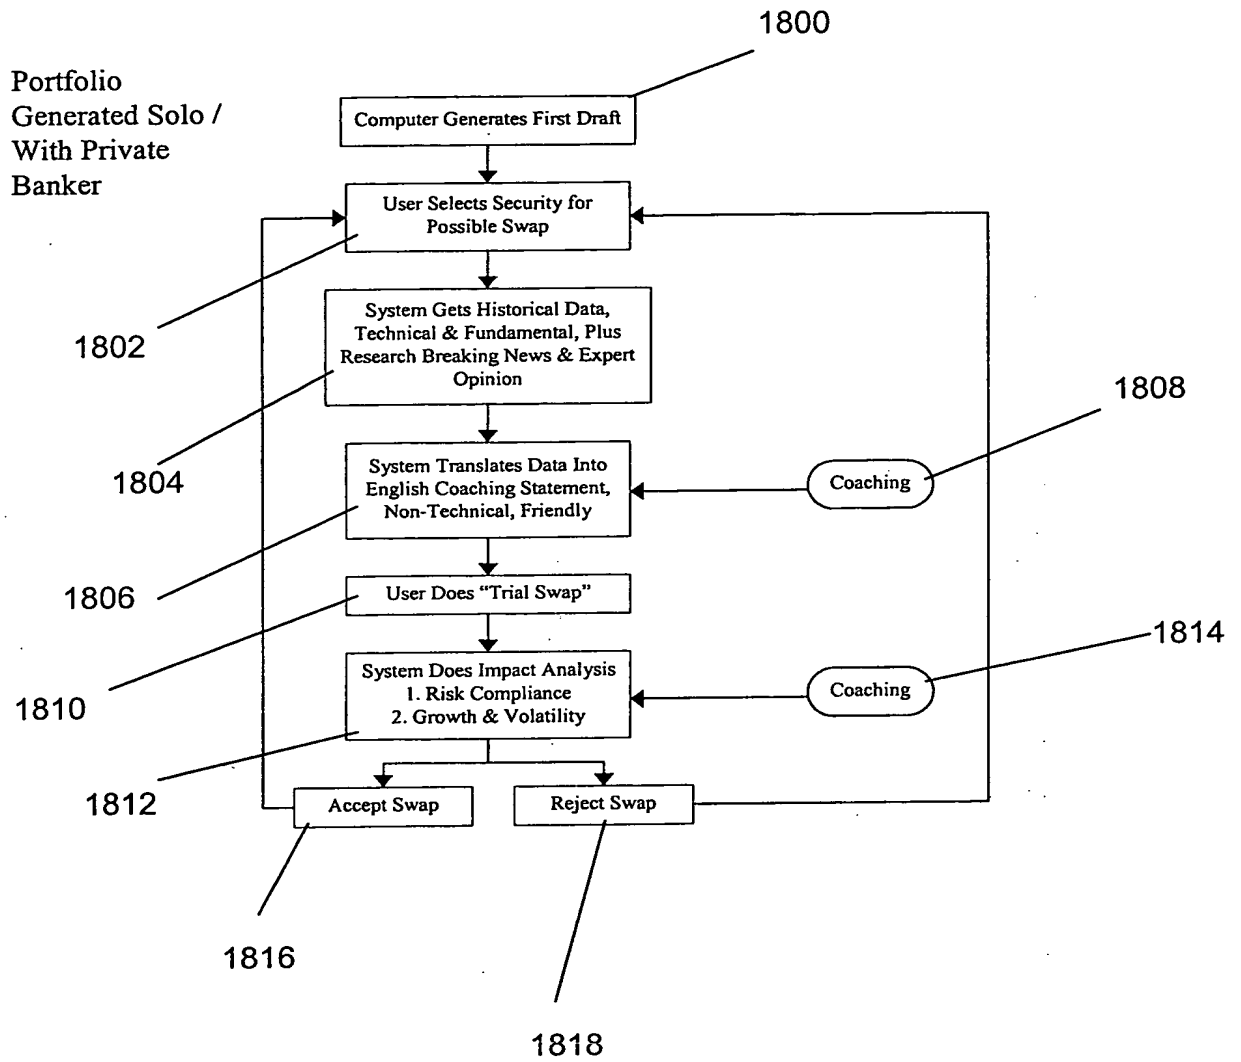 1800
Portfolio
Generated Solo /
With Private
Banker
Computer Generates First Draft
User Selects Security for
Possible Swap
1802
System Gets Historical Data,
Technical & Fundamental, Plus
Research Breaking News & Expert
Opinion
1804
1808
System Translates Data Into
English Coaching Statement,
Non-Technical, Friendly
Coaching
1806
User Does “Trial Swap”
1810
1814
System Does Impact Analysis
1. Risk Compliance
2. Growth & Volatility
Coaching
1812
Accept Swap
Reject Swap
1816
1818